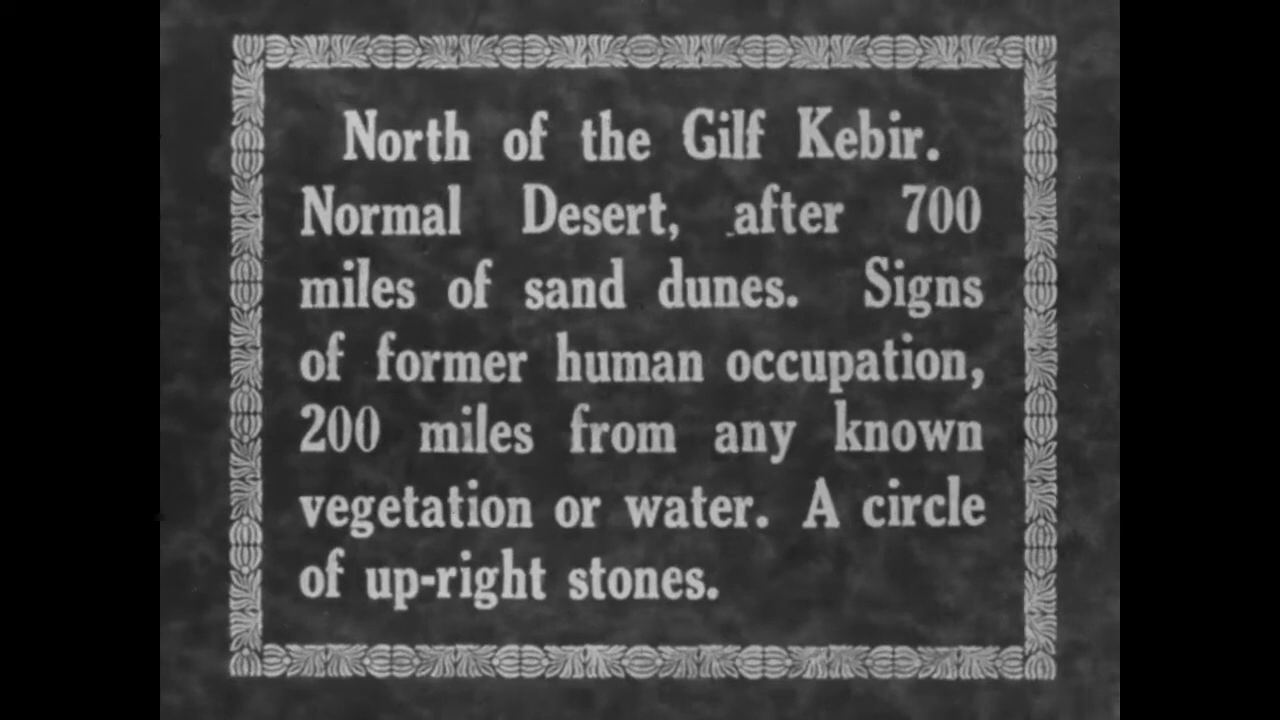 North of the Gilf Kebir.
Normal Desert, after 700
miles of sand dunes. Signs
of former human occupation,
200 miles from any known
vegetation or water. A circle
of up-right stones.